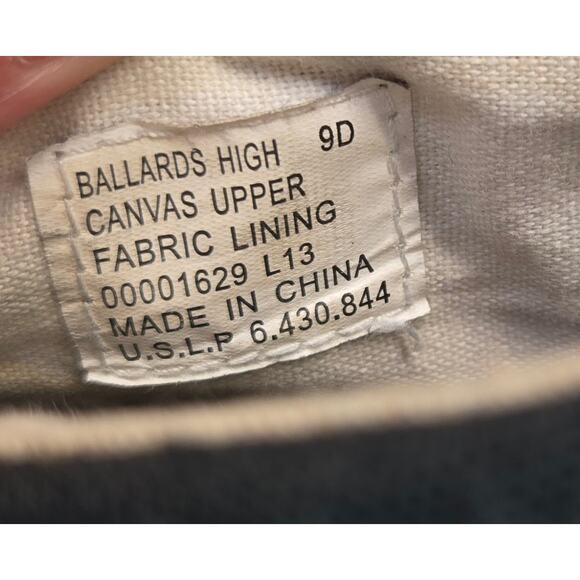 BALLARDS HIGH 9D
CANVAS UPPER
FABRIC LINING
00001629 L13
MADE IN CHINA
U.S.L.P 6.430.844